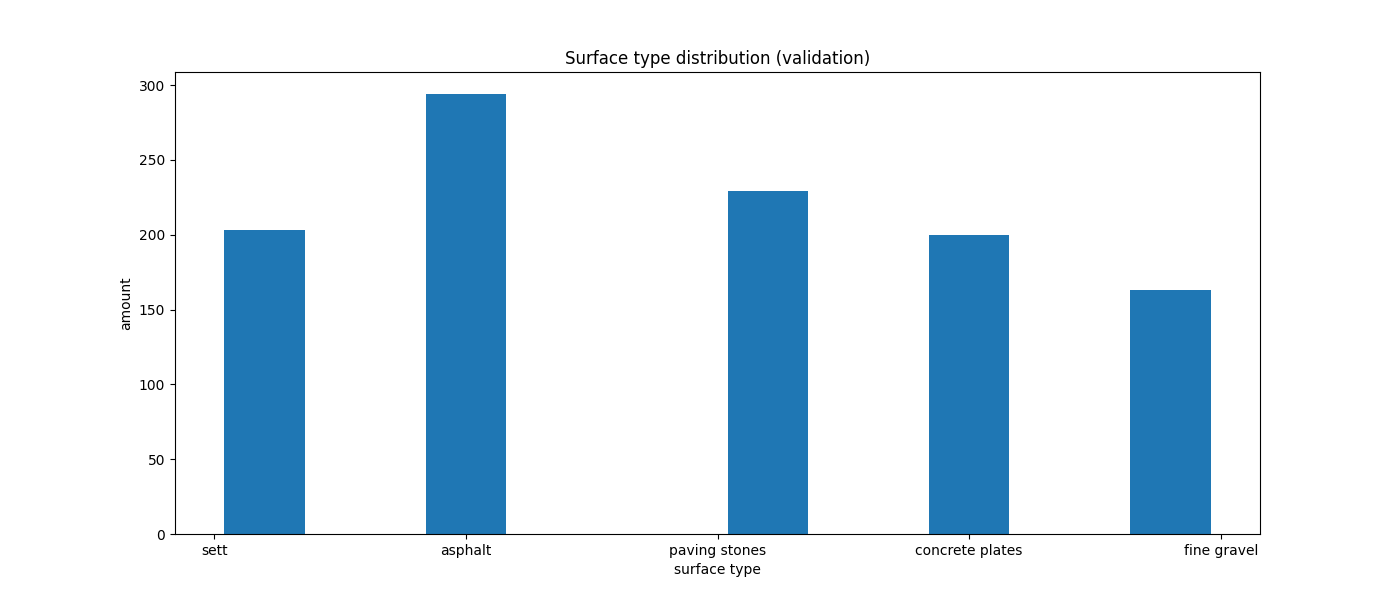 Surface type distribution (validation)
300
250
200
150
100
50
0
amount
sett asphalt paving stones concrete plates fine gravel
surface type